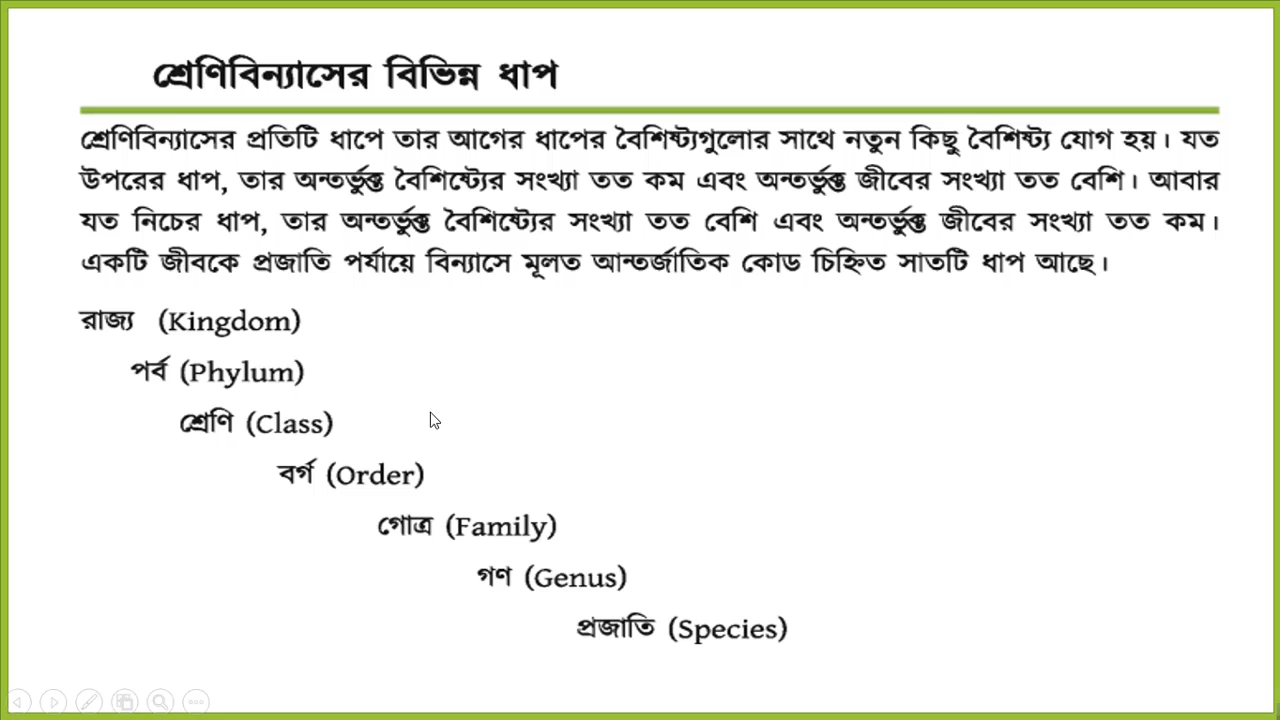 শ্রেণিবিন্যাসের বিভিন্ন ধাপ
শ্রেণিবিন্যাসের প্রতিটি ধাপে তার আগের ধাপের বৈশিষ্ট্যগুলোর সাথে নতুন কিছু বৈশিষ্ট্য যোগ হয়। যত
উপরের ধাপ, তার অন্তর্ভুক্ত বৈশিষ্ট্যের সংখ্যা তত কম এবং অন্তর্ভুক্ত জীবের সংখ্যা তত বেশি। আবার
যত নিচের ধাপ, তার অন্তর্ভুক্ত বৈশিষ্ট্যের সংখ্যা তত বেশি এবং অন্তর্ভুক্ত জীবের সংখ্যা তত কম।
একটি জীবকে প্রজাতি পর্যায়ে বিন্যাসে মূলত আন্তর্জাতিক কোড চিহ্নিত সাতটি ধাপ আছে।
রাজ্য (Kingdom)
পর্ব (Phylum)
শ্রেণি (Class)
বর্গ (Order)
গোত্র (Family)
গণ (Genus)
প্রজাতি (Species)